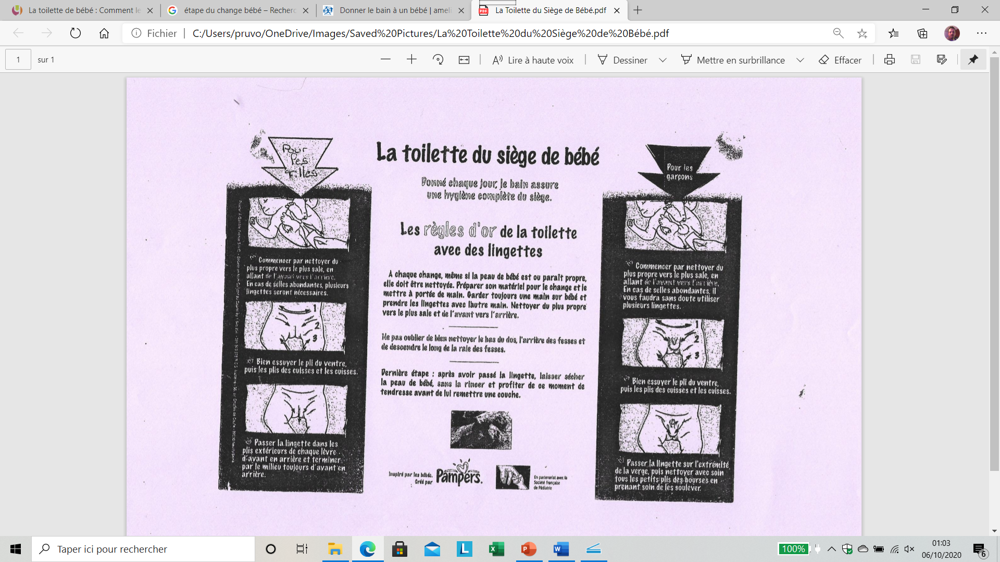 La toilette de bébé : Comment le
étape du change bébé – Recherc
Donner le bain à un bébé | ameli
La Toilette du Siège de Bébé.pdf
Fichier
C:/Users/pruvo/OneDrive/Images/Saved%20Pictures/La%20Toilette%20du%20Siège%20de%20Bébé.pdf
1 sur 1
Lire à haute voix
Dessiner
Mettre en surbrillance
Effacer
Pour
les
filles
Commencer par nettoyer du
plus propre vers le plus sale, en
allant de l'avant vers l'arrière.
En cas de selles abondantes, plusieurs
lingettes seront nécessaires.
1
2
3
Bien essuyer le pli du ventre,
puis les plis des cuisses et les cuisses.
Passer la lingette dans les
plis extérieurs de chaque lèvre
d'avant en arrière et terminer
par le milieu toujours d'avant en
arrière.
La toilette du siège de bébé
Donné chaque jour, le bain assure
une hygiène complète du siège.
Les règles d'or de la toilette
avec des lingettes
A chaque change, même si la peau de bébé est ou paraît propre,
elle doit être nettoyée. Préparer son matériel pour le change et le
mettre à portée de main. Garder toujours une main sur bébé et
prendre les lingettes avec l'autre main. Nettoyer du plus propre
vers le plus sale et de l'avant vers l'arrière.
Ne pas oublier de bien nettoyer le bas du dos, l'arrière des fesses et
de descendre le long de la raie des fesses.
Dernière étape : après avoir passé la lingette, laisser sécher
la peau de bébé, sans la rincer et profiter de ce moment de
tendresse avant de lui remettre une couche.
Inspiré par les bébés.
Créé par
Pampers.
En partenariat avec la
Société Française
de Pédiatrie
Pour les
garçons
Commencer par nettoyer du
plus propre vers le plus sale, en
allant de l'avant vers l'arrière.
En cas de selles abondantes, il
vous faudra sans doute utiliser
plusieurs lingettes.
1
2
3
Bien essuyer le pli du ventre,
puis les plis des cuisses et les cuisses.
Passer la lingette sur l'extrémité
de la verge, puis nettoyer avec soin
tous les petits plis des bourses en
prenant soin de les soulever.
Taper ici pour rechercher
100%
01:03
06/10/2020
6